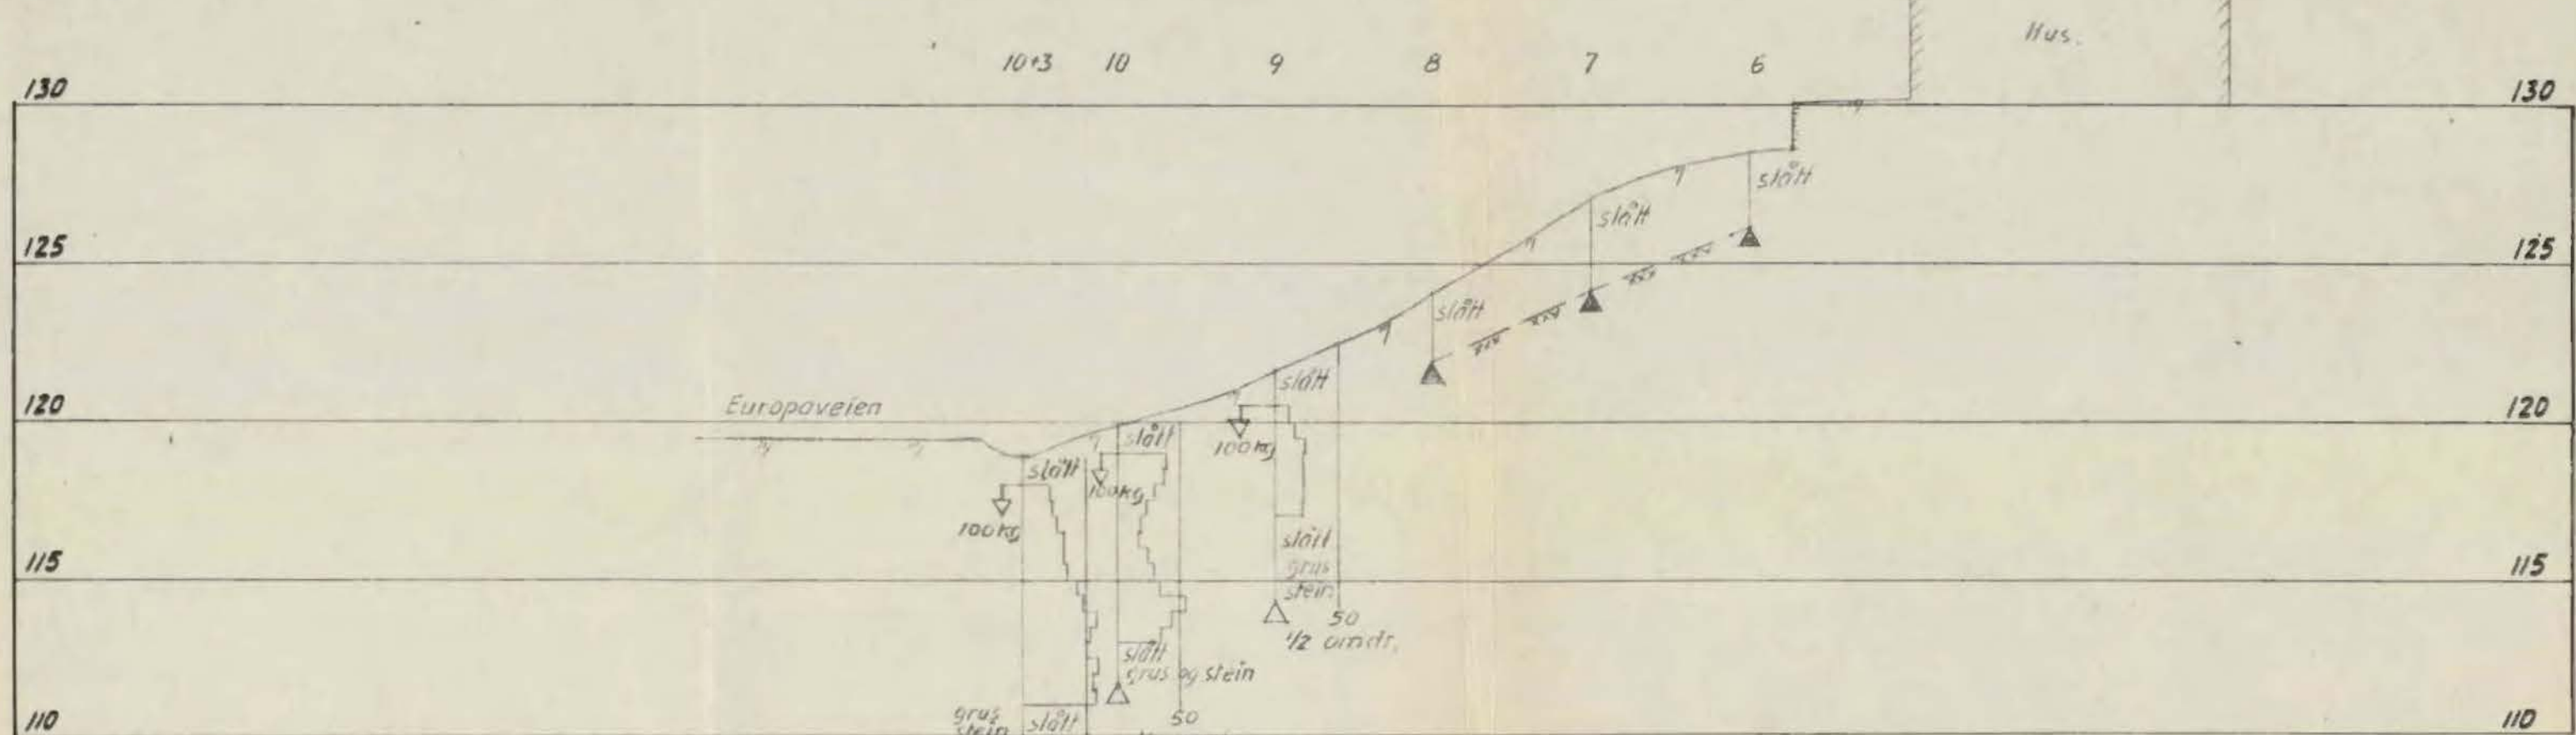 Hus.
10+3 10 9 8 7 6
130 130
slått
slått
125 125
slått
slått
120 Europaveien 120
slått
100kg
slått
100kg
100kg
slått
115 115
grus
stein
50
1/2 omdr.
slått
grus og stein
grus
stein
slått
50
110 110